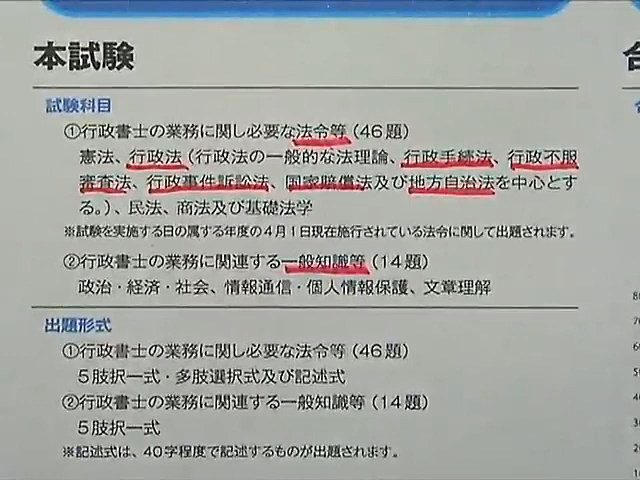 本試験
試験科目
①行政書士の業務に関し必要な法令等（46題）
憲法、行政法（行政法の一般的な法理論、行政手続法、行政不服
審査法、行政事件訴訟法、国家賠償法及び地方自治法を中心とす
る。）、民法、商法及び基礎法学
※試験を実施する日の属する年度の4月1日現在施行されている法令に関して出題されます。
②行政書士の業務に関連する一般知識等（14題）
政治・経済・社会、情報通信・個人情報保護、文章理解
出題形式
①行政書士の業務に関し必要な法令等（46題）
5肢択一式・多肢選択式及び記述式
②行政書士の業務に関連する一般知識等（14題）
5肢択一式
※記述式は、40字程度で記述するものが出題されます。